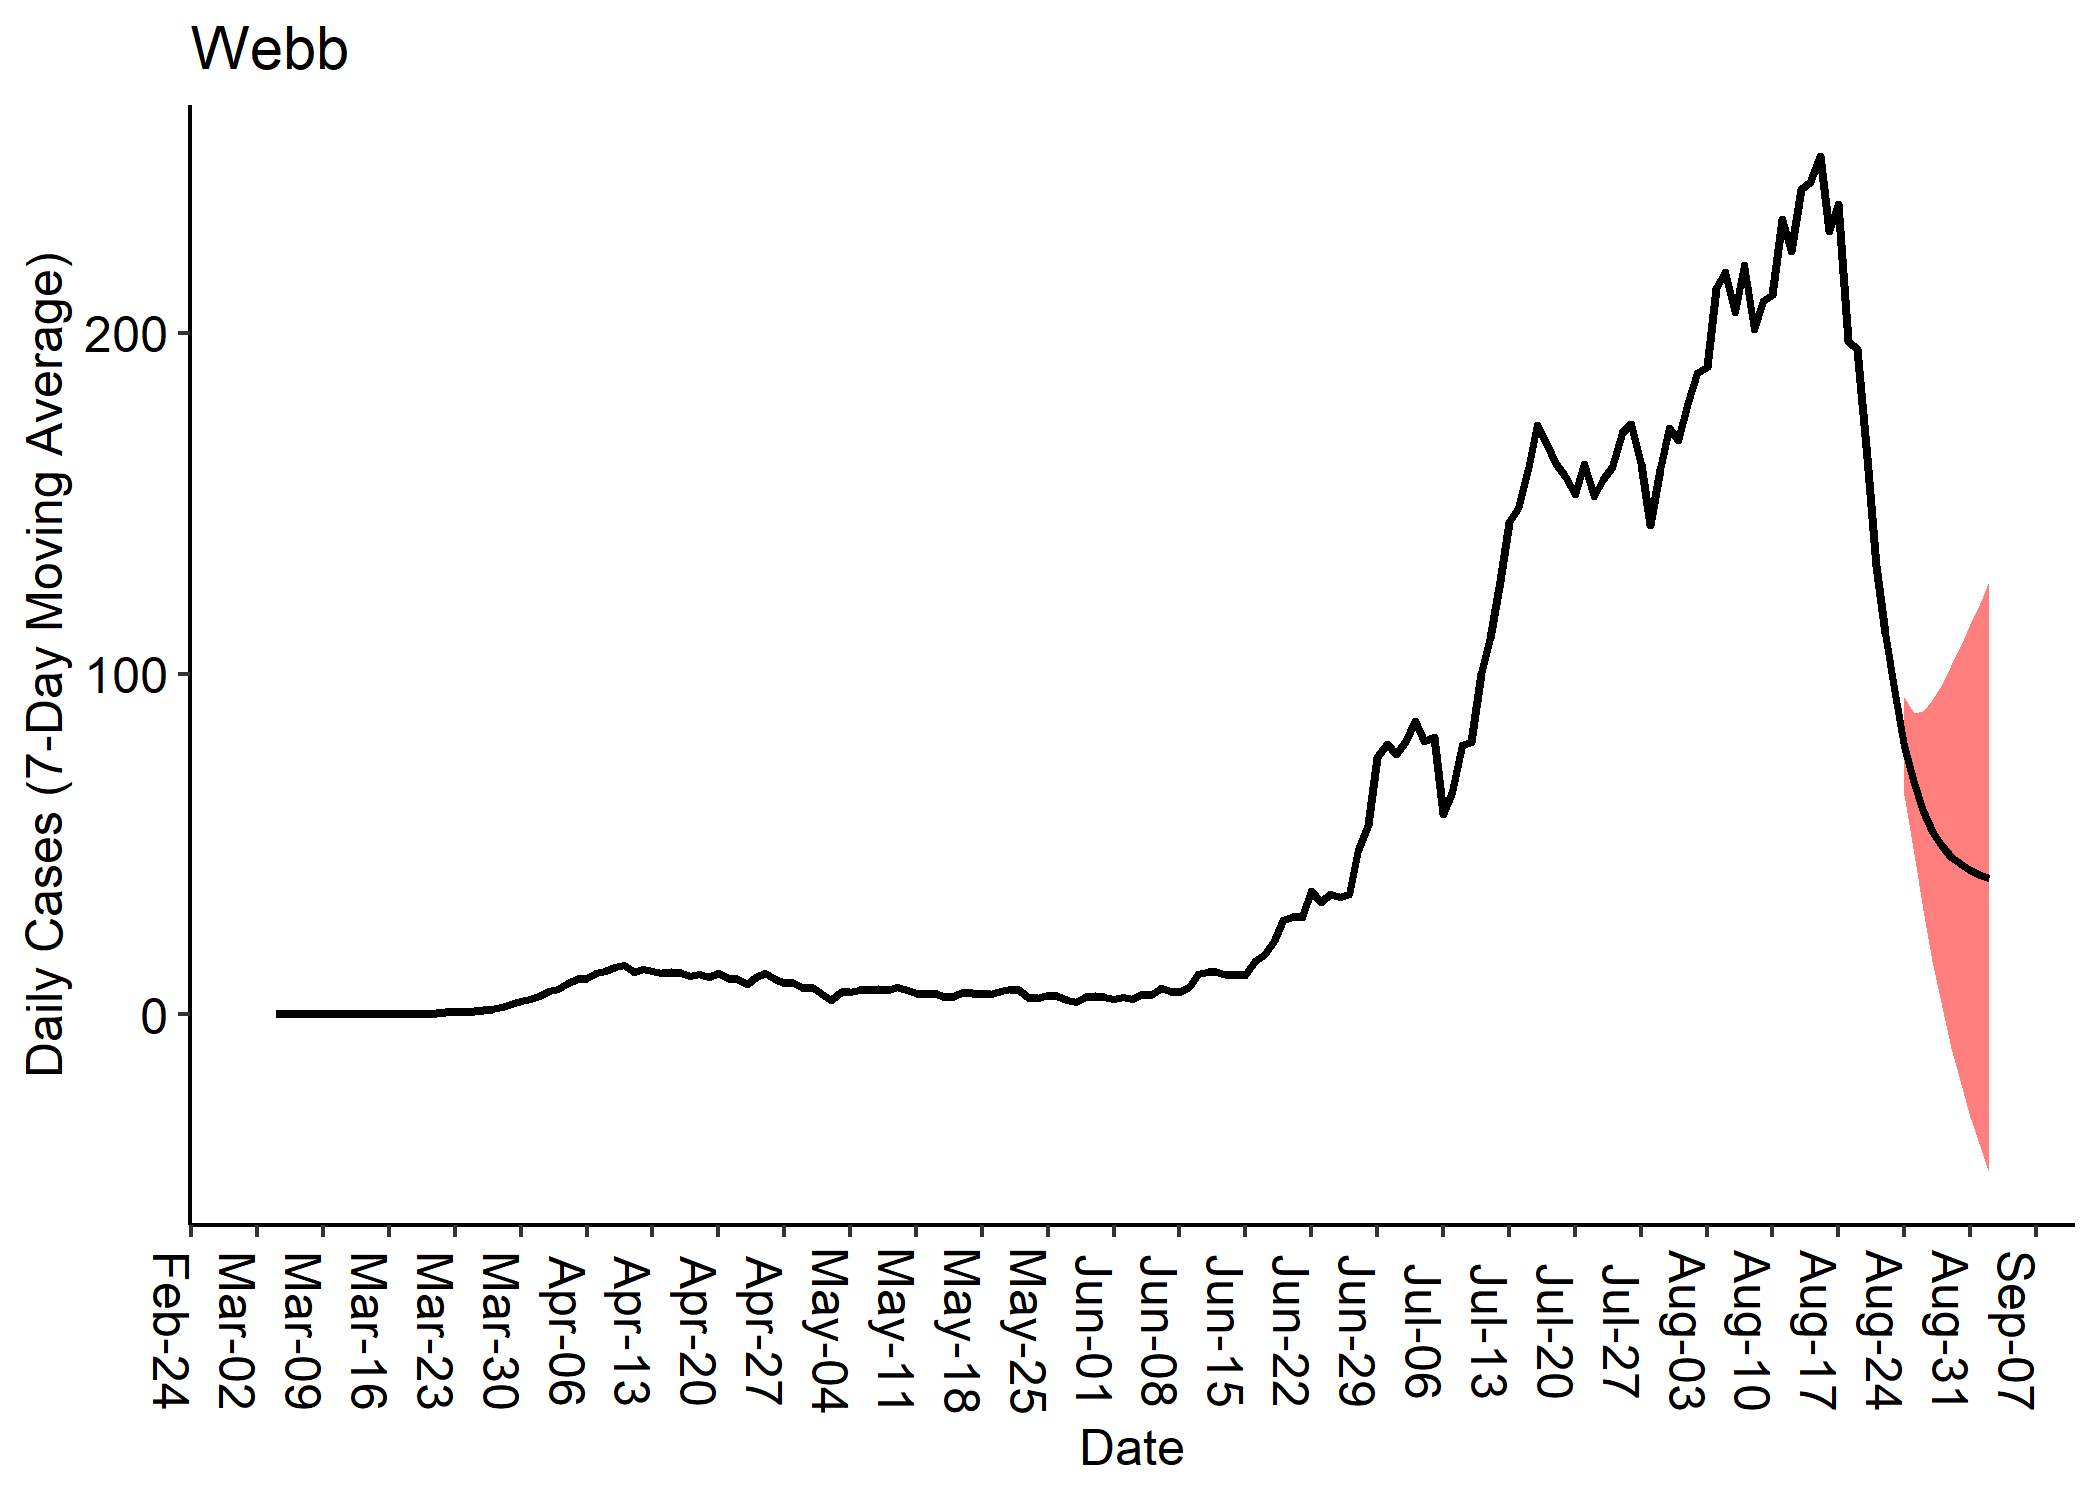 Webb
Daily Cases (7-Day Moving Average)
200
100
0
Feb-24
Mar-02
Mar-09
Mar-16
Mar-23
Mar-30
Apr-06
Apr-13
Apr-20
Apr-27
May-04
May-11
May-18
May-25
Jun-01
Jun-08
Jun-15
Jun-22
Jun-29
Jul-06
Jul-13
Jul-20
Jul-27
Aug-03
Aug-10
Aug-17
Aug-24
Aug-31
Sep-07
Date